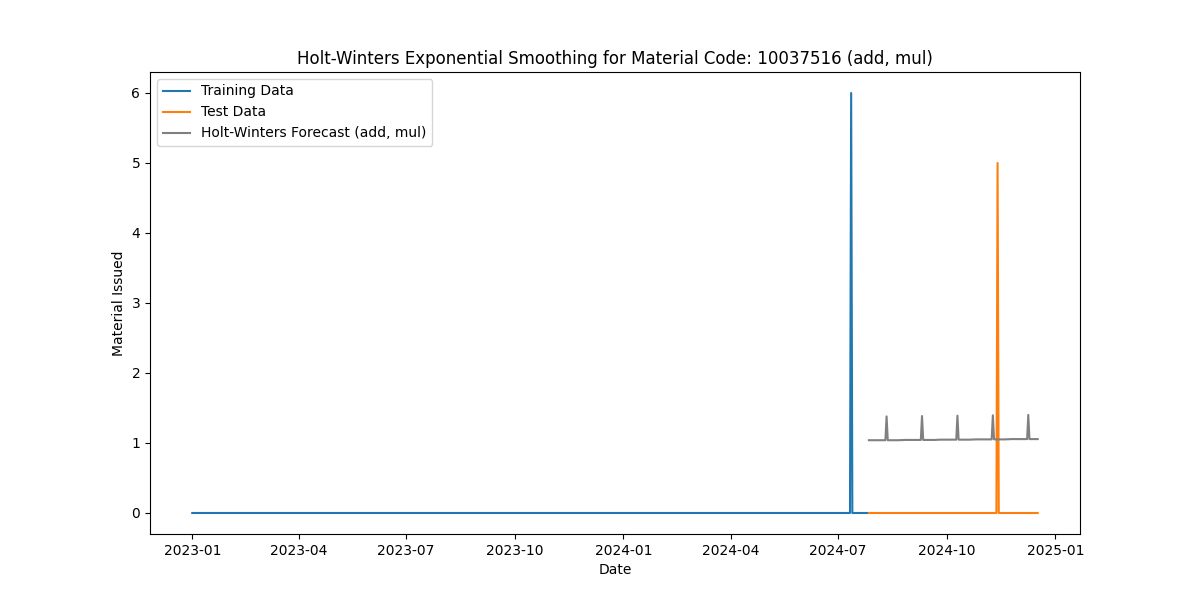 Holt-Winters Exponential Smoothing for Material Code: 10037516 (add, mul)
Training Data
Test Data
Holt-Winters Forecast (add, mul)
Material Issued
6
5
4
3
2
1
0
2023-01 2023-04 2023-07 2023-10 2024-01 2024-04 2024-07 2024-10 2025-01
Date